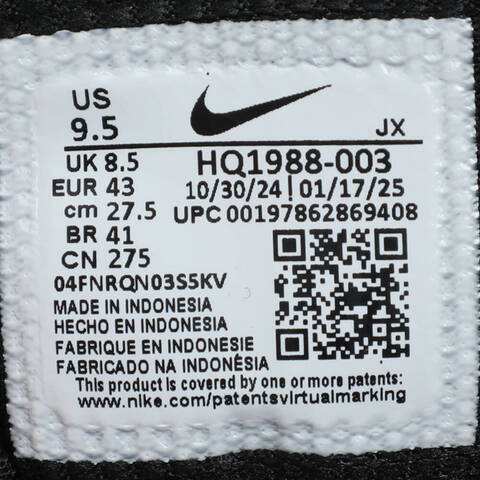 US
9.5
JX
UK 8.5
EUR 43
cm 27.5
BR 41
CN 275
HQ1988-003
10/30/24 | 01/17/25
UPC 00197862869408
04FNRQN03S5KV
MADE IN INDONESIA
HECHO EN INDONESIA
FABRIQUE EN INDONESIE
FABRICADO NA INDONÉSIA
This product is covered by one or more patents:
www.nike.com/patentsvirtualmarking